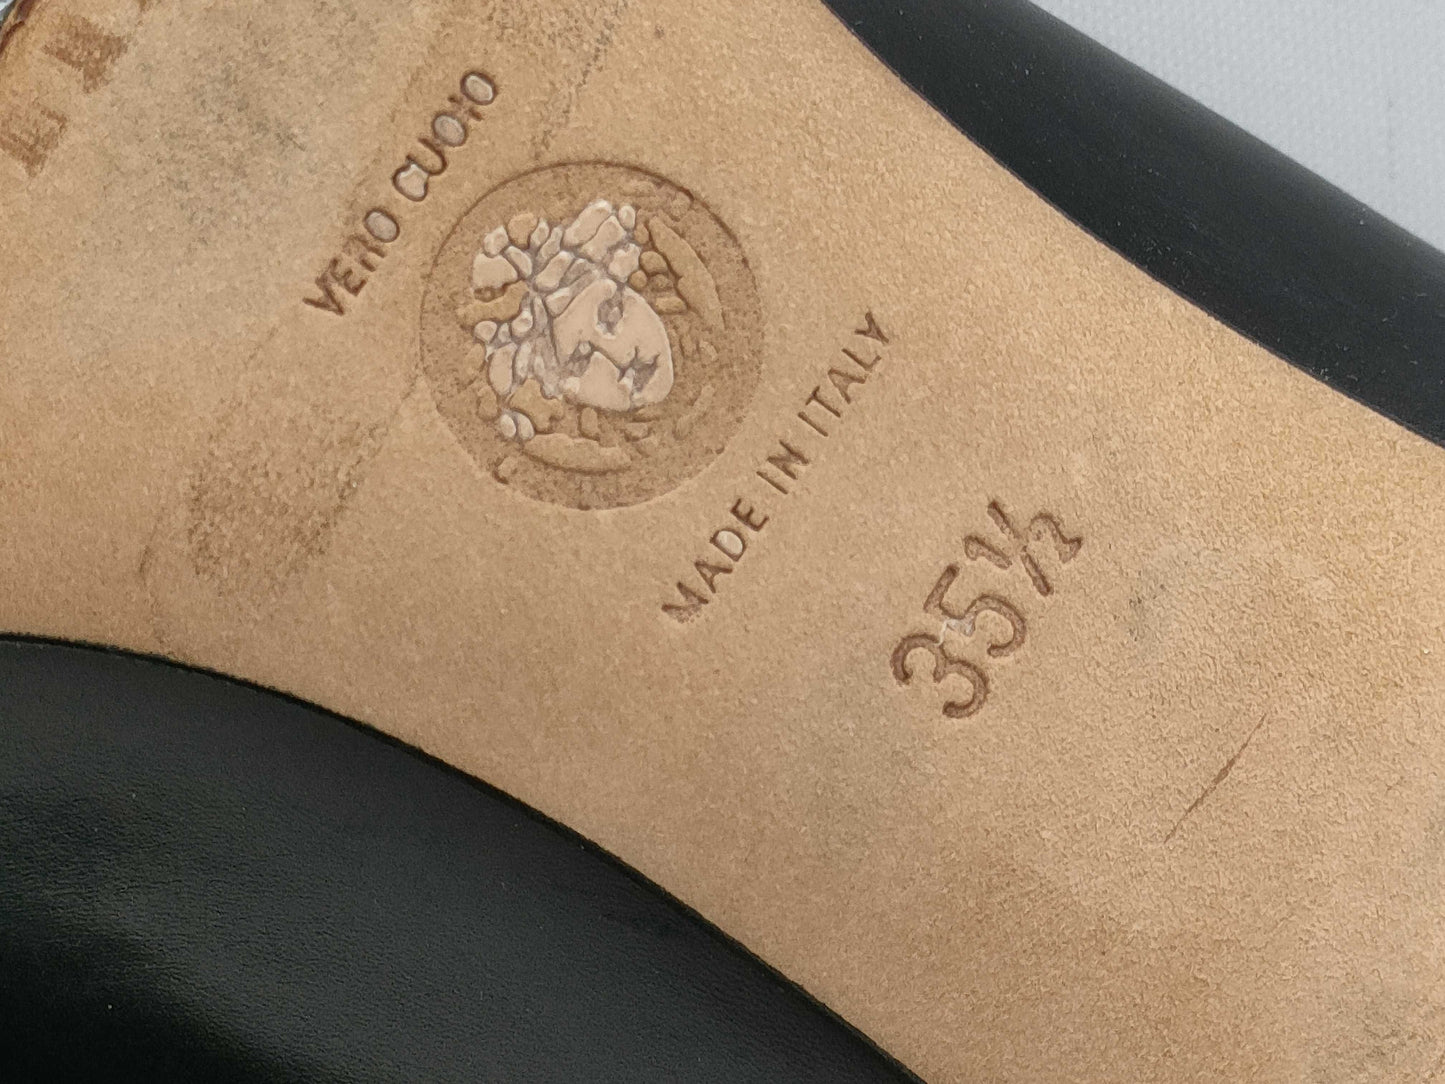 VERO CUOIO
MADE IN ITALY
35½